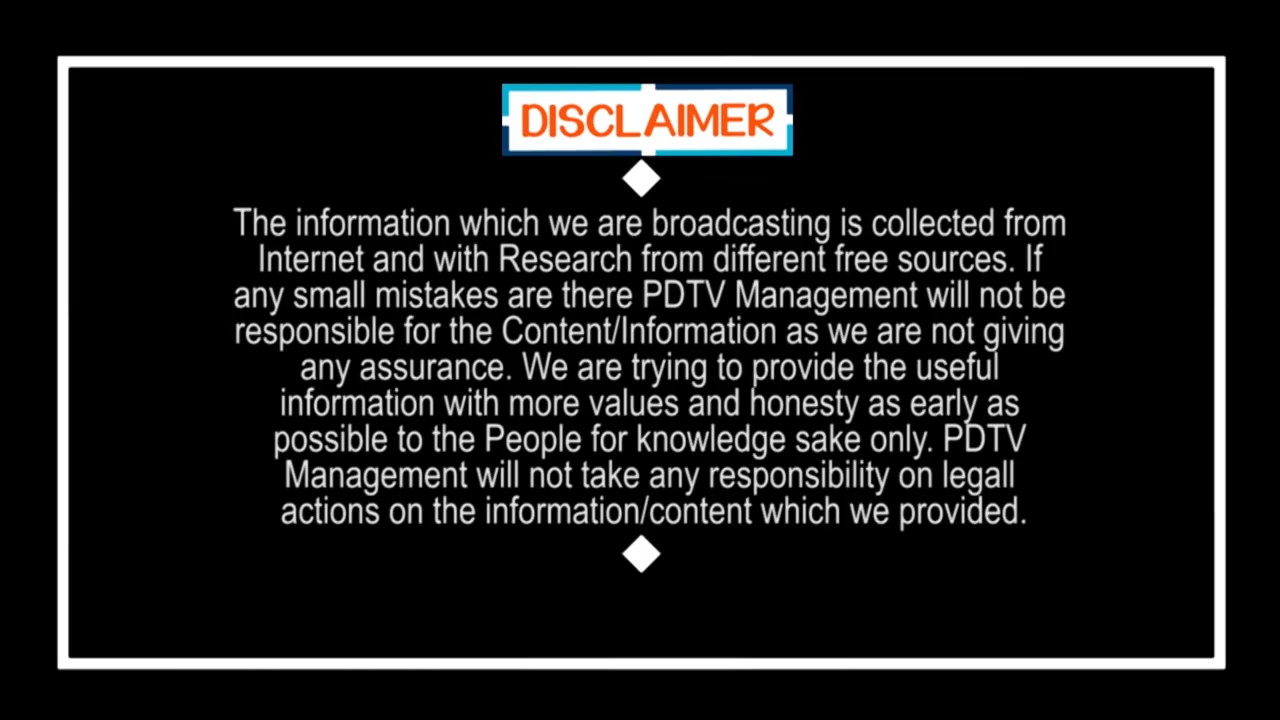 DISCLAIMER
The information which we are broadcasting is collected from
Internet and with Research from different free sources. If
any small mistakes are there PDTV Management will not be
responsible for the Content/Information as we are not giving
any assurance. We are trying to provide the useful
information with more values and honesty as early as
possible to the People for knowledge sake only. PDTV
Management will not take any responsibility on legall
actions on the information/content which we provided.